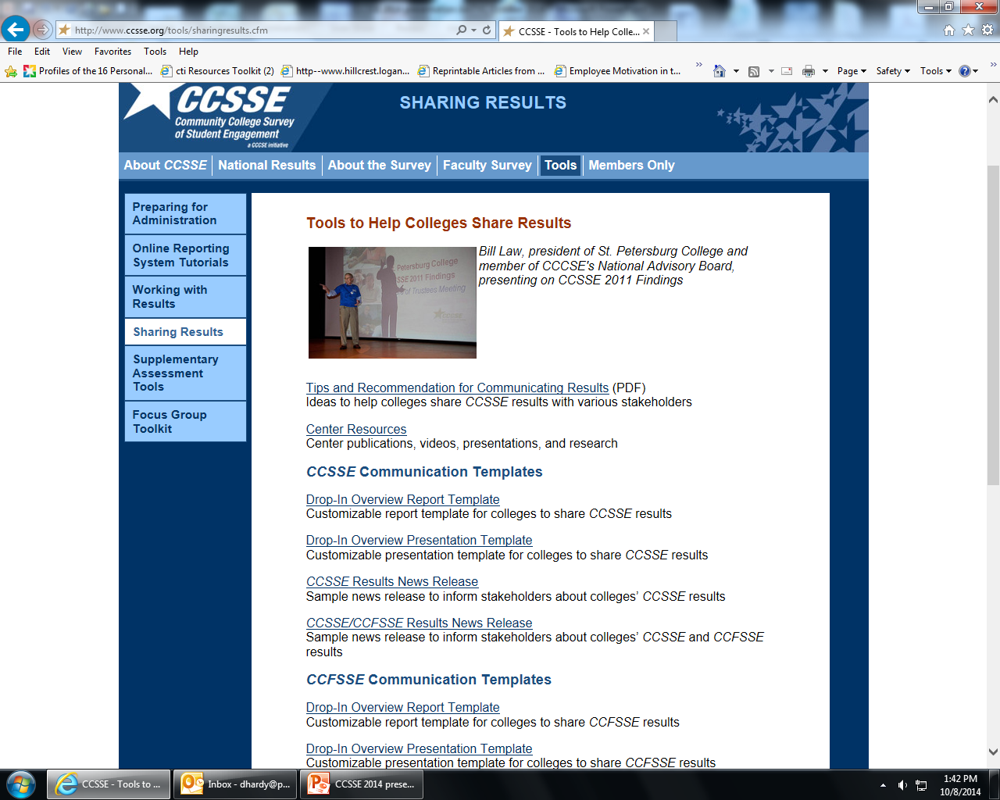 http://www.ccsse.org/tools/sharingresults.cfm
CCSSE - Tools to Help Colle...
File Edit View Favorites Tools Help
Profiles of the 16 Personal...
cti Resources Toolkit (2)
http--www.hillcrest.logan...
Reprintable Articles from ...
Employee Motivation in t...
Page
Safety
Tools
CCSSE
Community College Survey
of Student Engagement
a CCCSE initiative
SHARING RESULTS
About CCSSE
National Results
About the Survey
Faculty Survey
Tools
Members Only
Preparing for
Administration
Online Reporting
System Tutorials
Working with
Results
Sharing Results
Supplementary
Assessment
Tools
Focus Group
Toolkit
Tools to Help Colleges Share Results
Petersburg College
SSE 2011 Findings
of Trustees Meeting
CCSSE
Bill Law, president of St. Petersburg College and
member of CCCSE's National Advisory Board,
presenting on CCSSE 2011 Findings
Tips and Recommendation for Communicating Results (PDF)
Ideas to help colleges share CCSSE results with various stakeholders
Center Resources
Center publications, videos, presentations, and research
CCSSE Communication Templates
Drop-In Overview Report Template
Customizable report template for colleges to share CCSSE results
Drop-In Overview Presentation Template
Customizable presentation template for colleges to share CCSSE results
CCSSE Results News Release
Sample news release to inform stakeholders about colleges’ CCSSE results
CCSSE/CCFSSE Results News Release
Sample news release to inform stakeholders about colleges’ CCSSE and CCFSSE
results
CCFSSE Communication Templates
Drop-In Overview Report Template
Customizable report template for colleges to share CCFSSE results
Drop-In Overview Presentation Template
Customizable presentation template for colleges to share CCFSSE results
CCSSE - Tools to ...
Inbox - dhardy@p...
CCSSE 2014 prese...
1:42 PM
10/8/2014